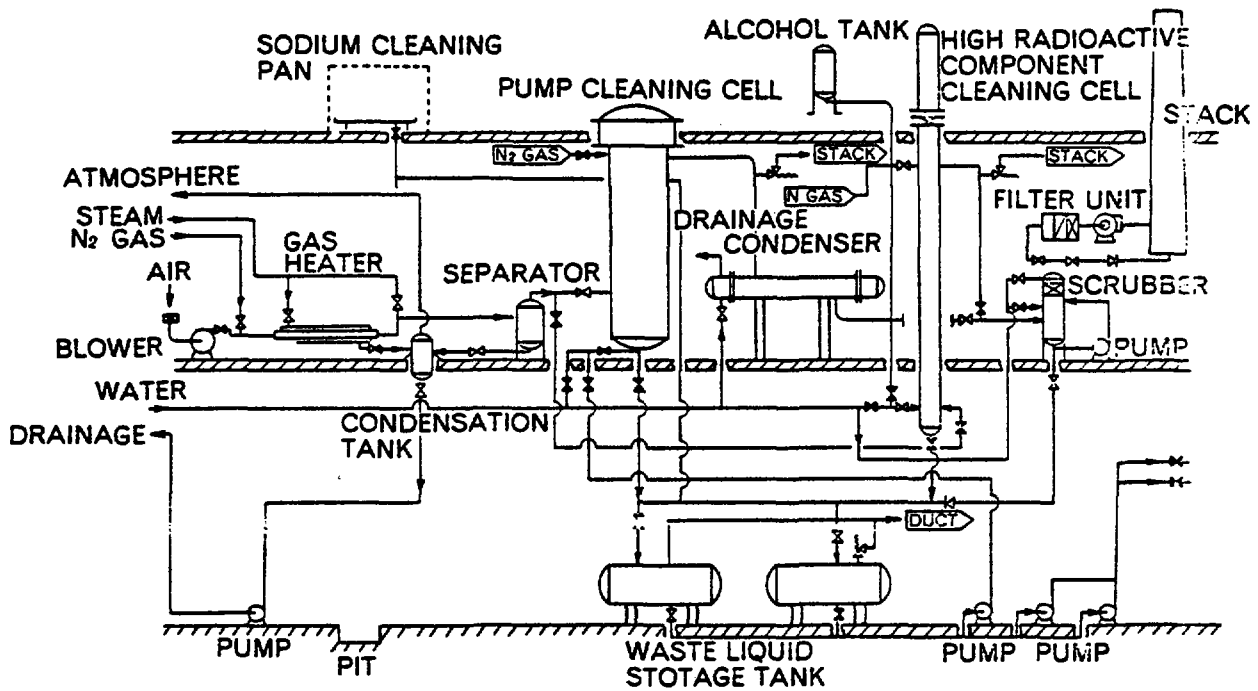 SODIUM CLEANING
PAN
PUMP CLEANING CELL
ALCOHOL TANK
HIGH RADIOACTIVE
COMPONENT
CLEANING CELL
STACK
N2 GAS
STACK
N GAS
STACK
ATMOSPHERE
STEAM
N2 GAS
AIR
GAS
HEATER
SEPARATOR
DRAINAGE
CONDENSER
FILTER UNIT
SCRUBBER
BLOWER
PUMP
WATER
DRAINAGE
CONDENSATION
TANK
DUCT
PUMP
PIT
WASTE LIQUID
STOTAGE TANK
PUMP
PUMP